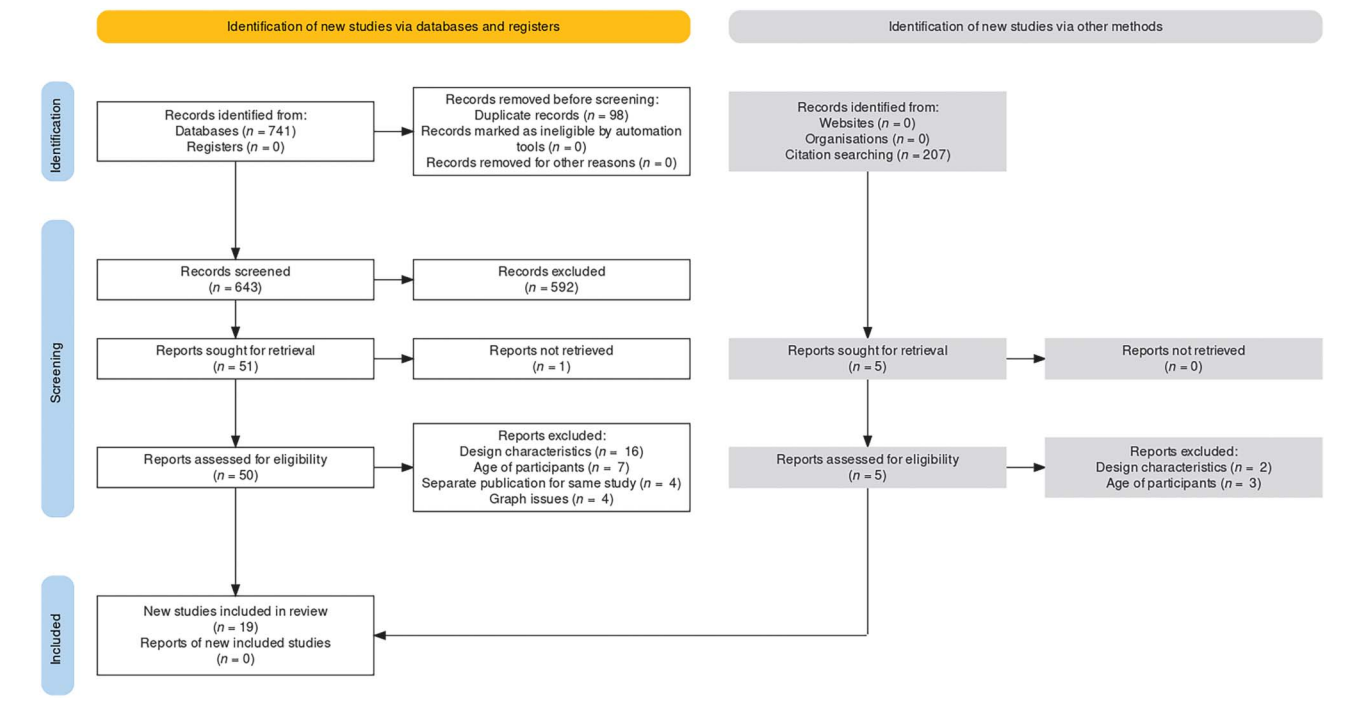 Identification of new studies via databases and registers
Identification of new studies via other methods
Identification
Records identified from:
Databases (n = 741)
Registers (n = 0)
Records removed before screening:
Duplicate records (n = 98)
Records marked as ineligible by automation
tools (n = 0)
Records removed for other reasons (n = 0)
Records identified from:
Websites (n = 0)
Organisations (n = 0)
Citation searching (n = 207)
Screening
Records screened
(n = 643)
Records excluded
(n = 592)
Reports sought for retrieval
(n = 51)
Reports not retrieved
(n = 1)
Reports sought for retrieval
(n = 5)
Reports not retrieved
(n = 0)
Reports assessed for eligibility
(n = 50)
Reports excluded:
Design characteristics (n = 16)
Age of participants (n = 7)
Separate publication for same study (n = 4)
Graph issues (n = 4)
Reports assessed for eligibility
(n = 5)
Reports excluded:
Design characteristics (n = 2)
Age of participants (n = 3)
Included
New studies included in review
(n = 19)
Reports of new included studies
(n = 0)